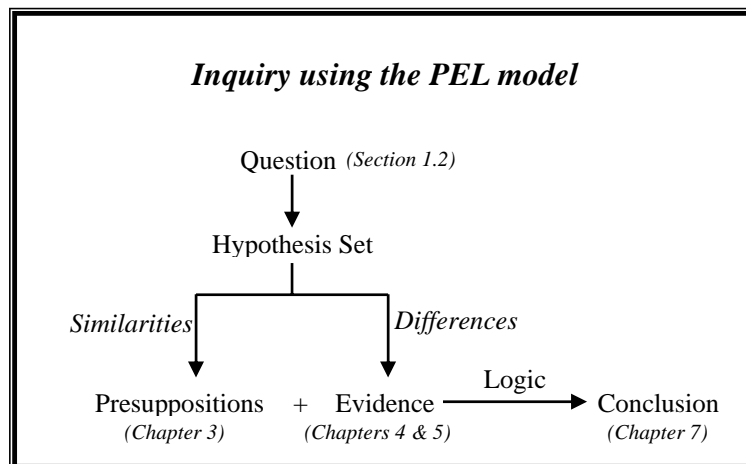 Inquiry using the PEL model
Question (Section 1.2)
Hypothesis Set
Similarities Differences
Logic
Presuppositions + Evidence Conclusion
(Chapter 3) (Chapters 4 & 5) (Chapter 7)